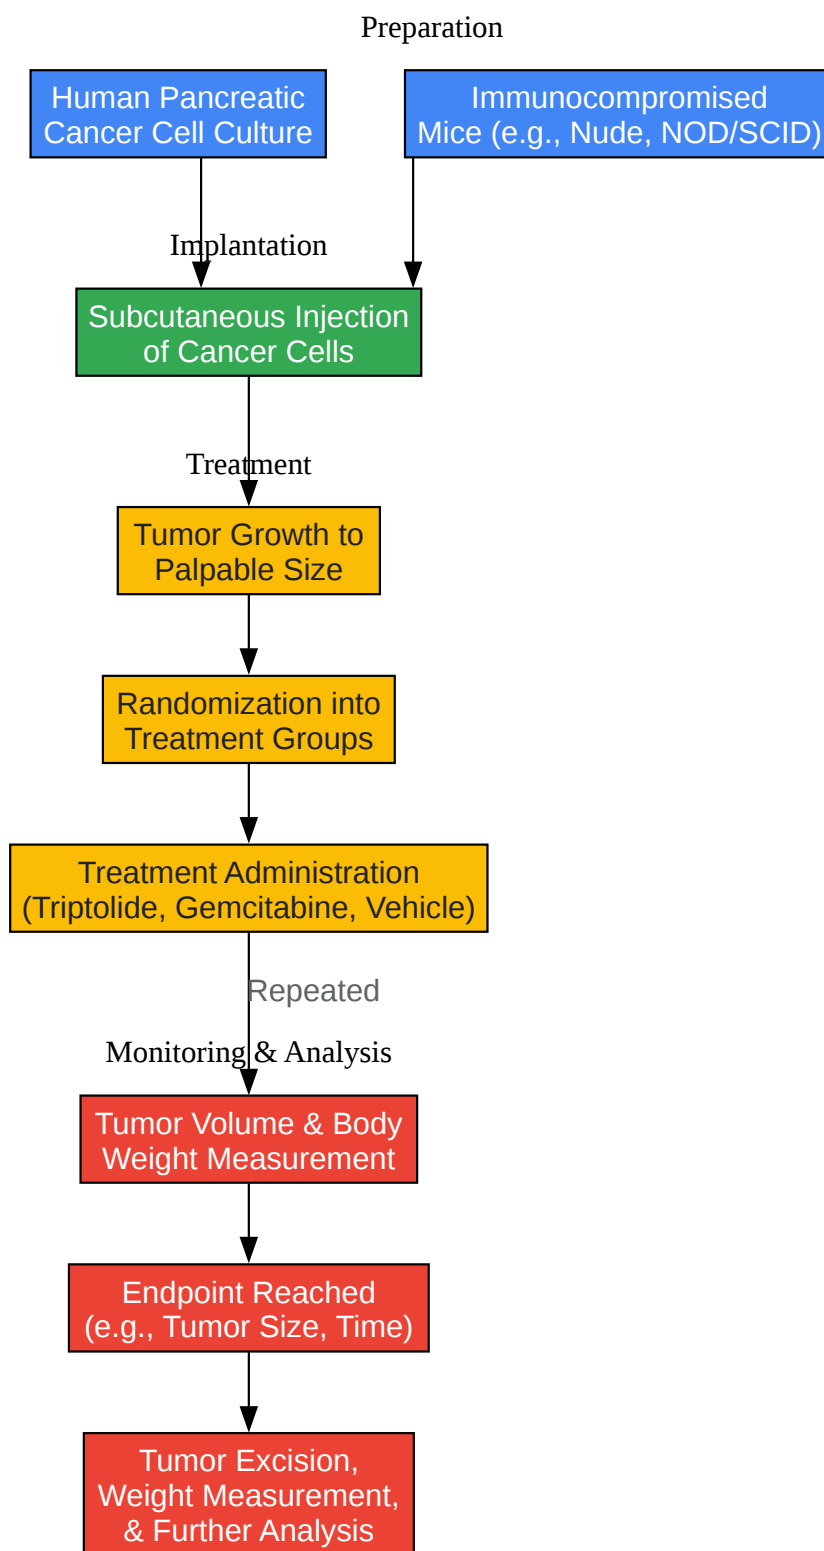 Preparation
Human Pancreatic
Cancer Cell Culture
Immunocompromised
Mice (e.g., Nude, NOD/SCID)
Implantation
Subcutaneous Injection
of Cancer Cells
Treatment
Tumor Growth to
Palpable Size
Randomization into
Treatment Groups
Treatment Administration
(Triptolide, Gemcitabine, Vehicle)
Repeated
Monitoring & Analysis
Tumor Volume & Body
Weight Measurement
Endpoint Reached
(e.g., Tumor Size, Time)
Tumor Excision,
Weight Measurement,
& Further Analysis